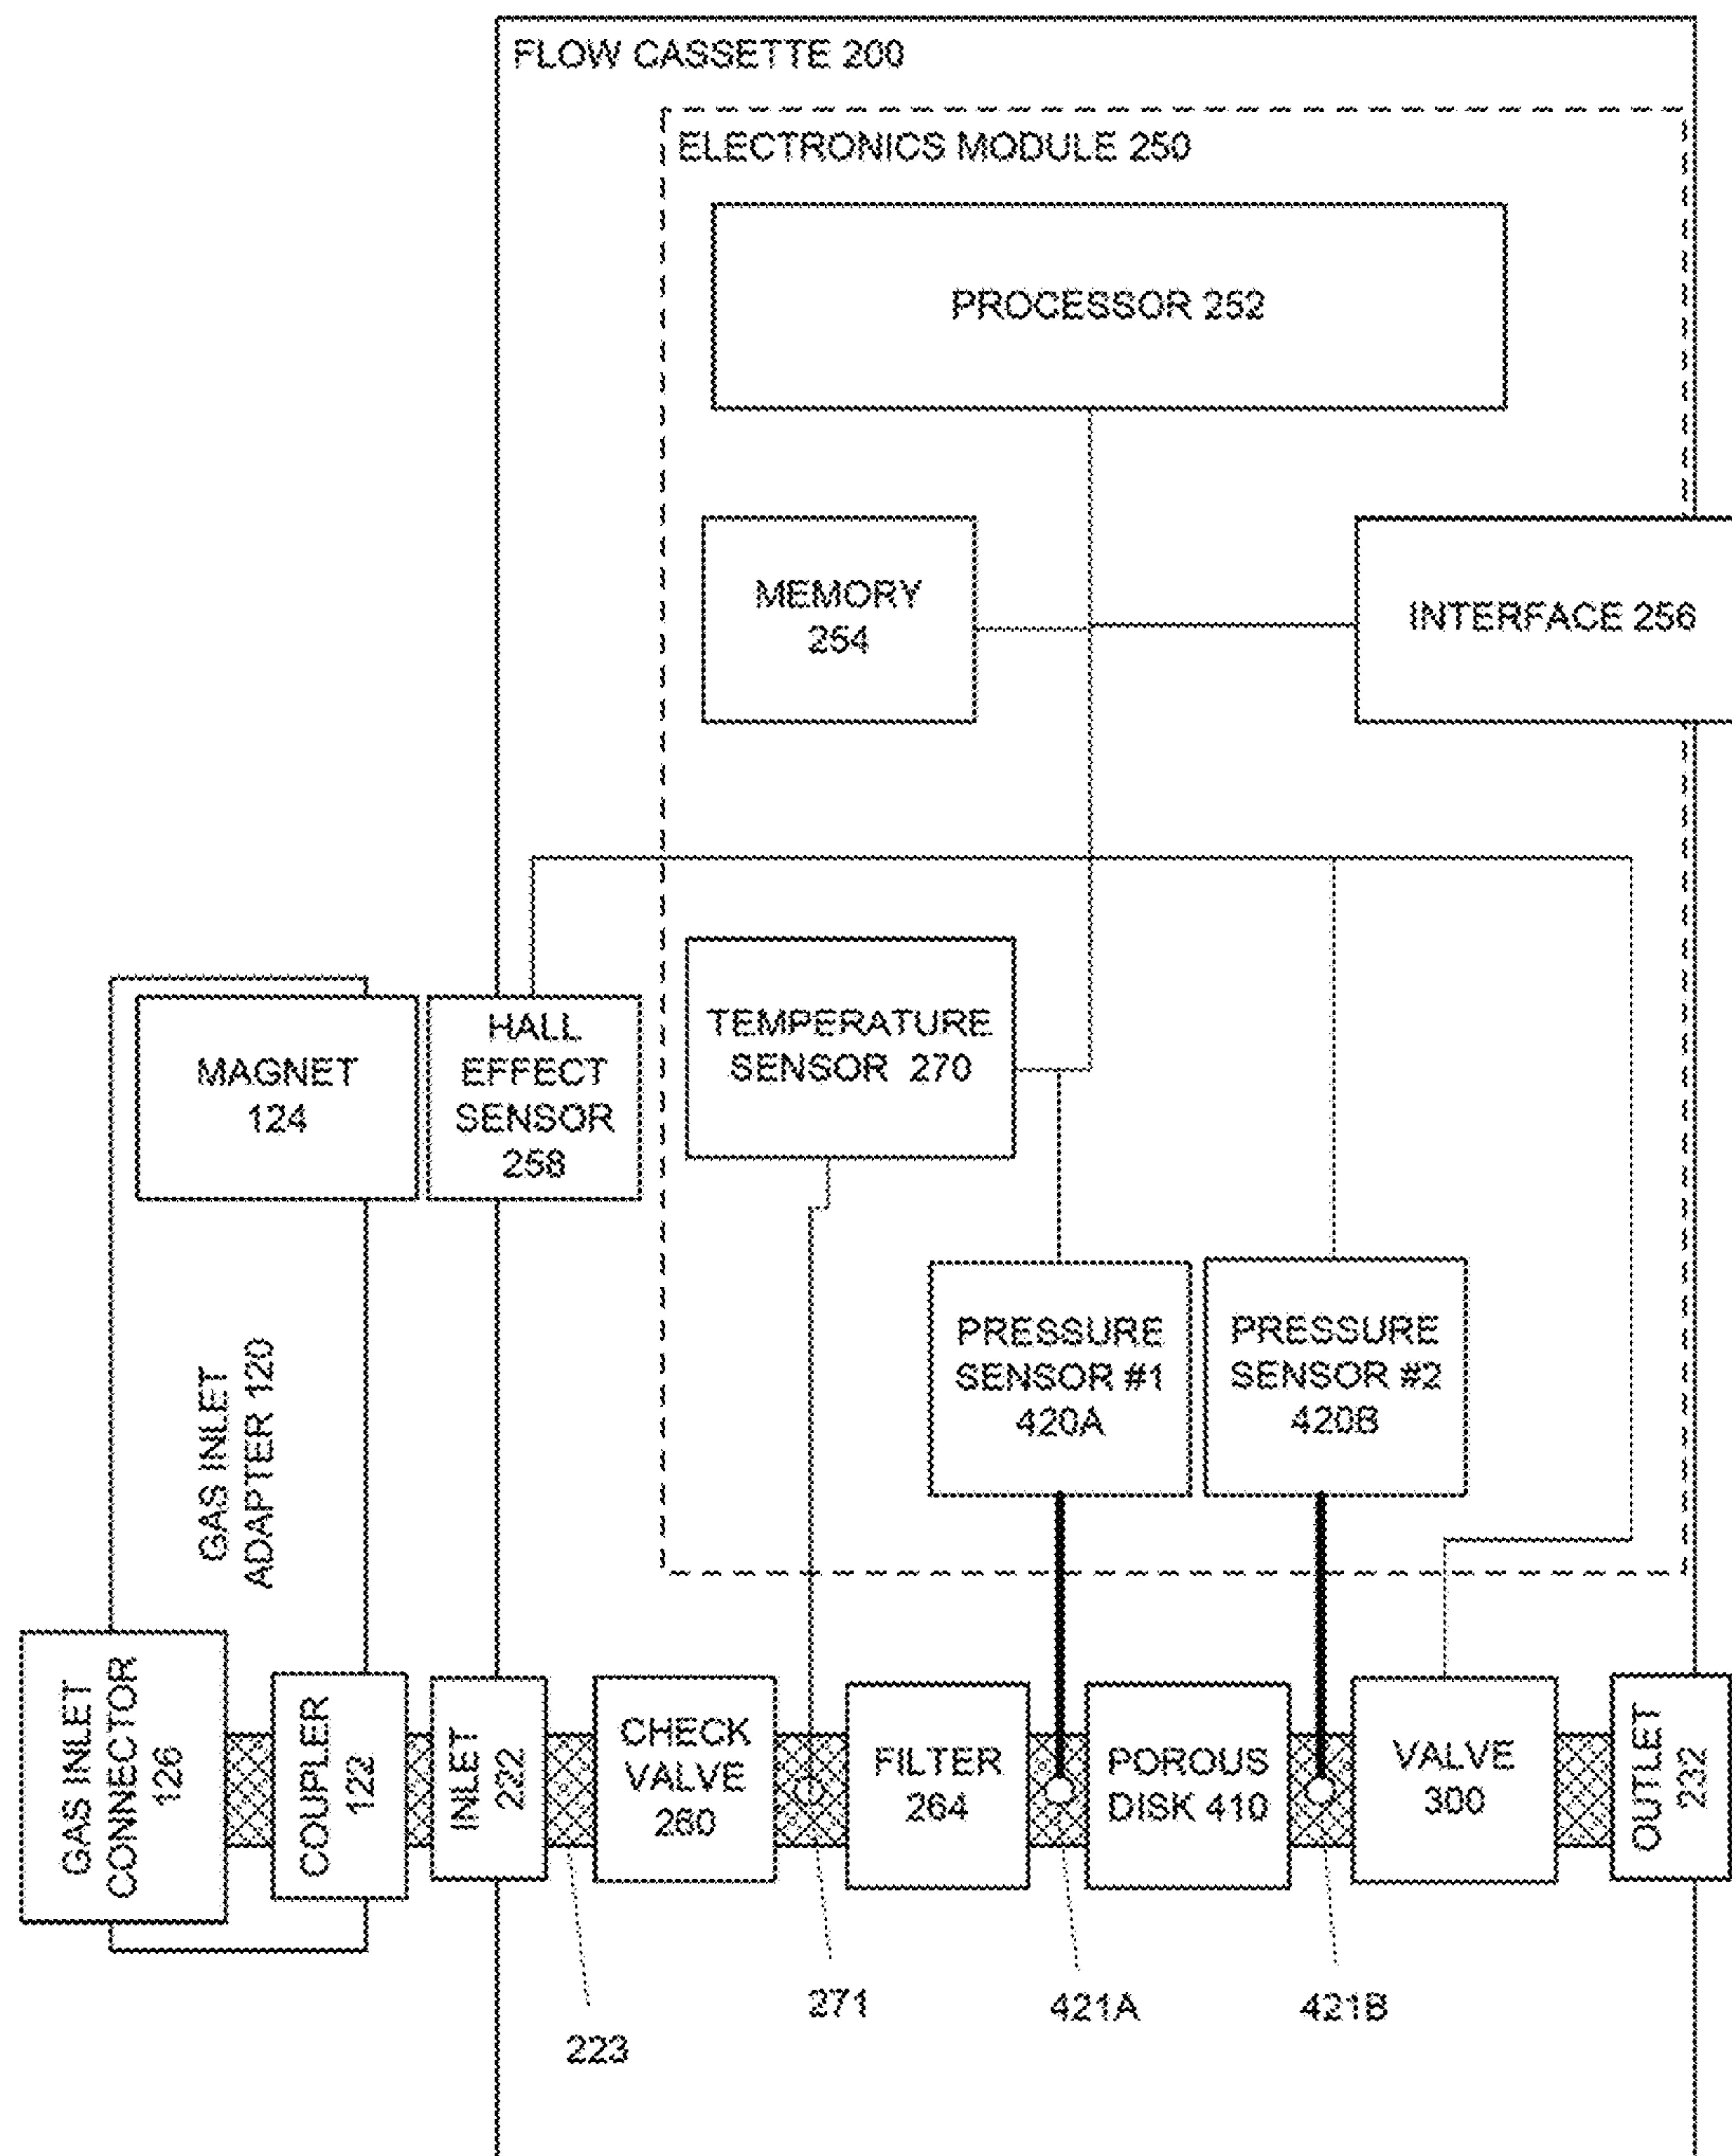 FLOW CASSETTE 200
ELECTRONICS MODULE 250
PROCESSOR 252
MEMORY
254
INTERFACE 256
MAGNET
124
HALL
EFFECT
SENSOR
258
TEMPERATURE
SENSOR 270
PRESSURE
SENSOR #1
420A
PRESSURE
SENSOR #2
420B
GAS INLET
ADAPTER 120
GAS INLET
CONNECTOR
126
COUPLER
122
INLET
222
CHECK
VALVE
260
FILTER
264
POROUS
DISK 410
VALVE
300
OUTLET
232
223
271
421A
421B